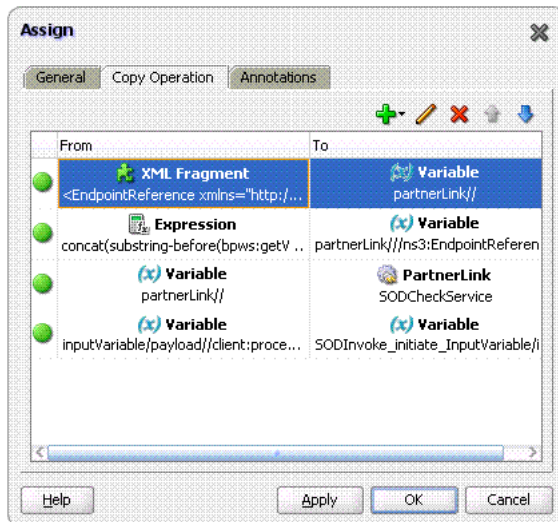 Assign
General Copy Operation Annotations
From To
XML Fragment (x) Variable
<EndpointReference xmlns="http:/... partnerLink//
Expression (x) Variable
concat(substring-before(bpws:getV ... partnerLink///ns3:EndpointReferen
(x) Variable PartnerLink
partnerLink// SODCheckService
(x) Variable (x) Variable
inputVariable/payload//client:proce... SODInvoke_initiate_InputVariable/i
Help Apply OK Cancel